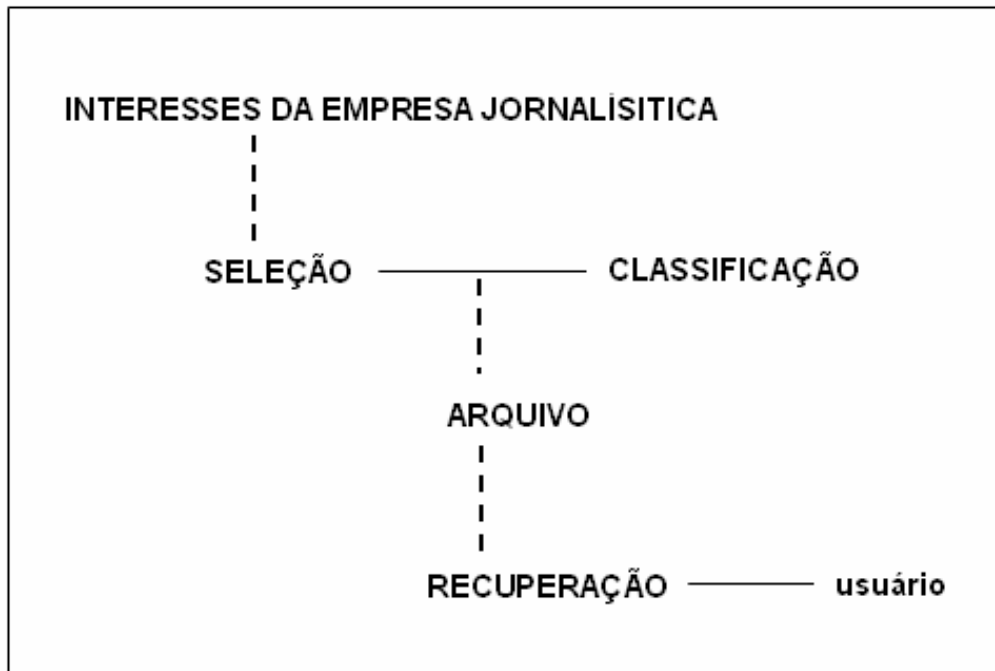 INTERESSES DA EMPRESA JORNALÍSITICA
SELEÇÃO CLASSIFICAÇÃO
ARQUIVO
RECUPERAÇÃO usuário